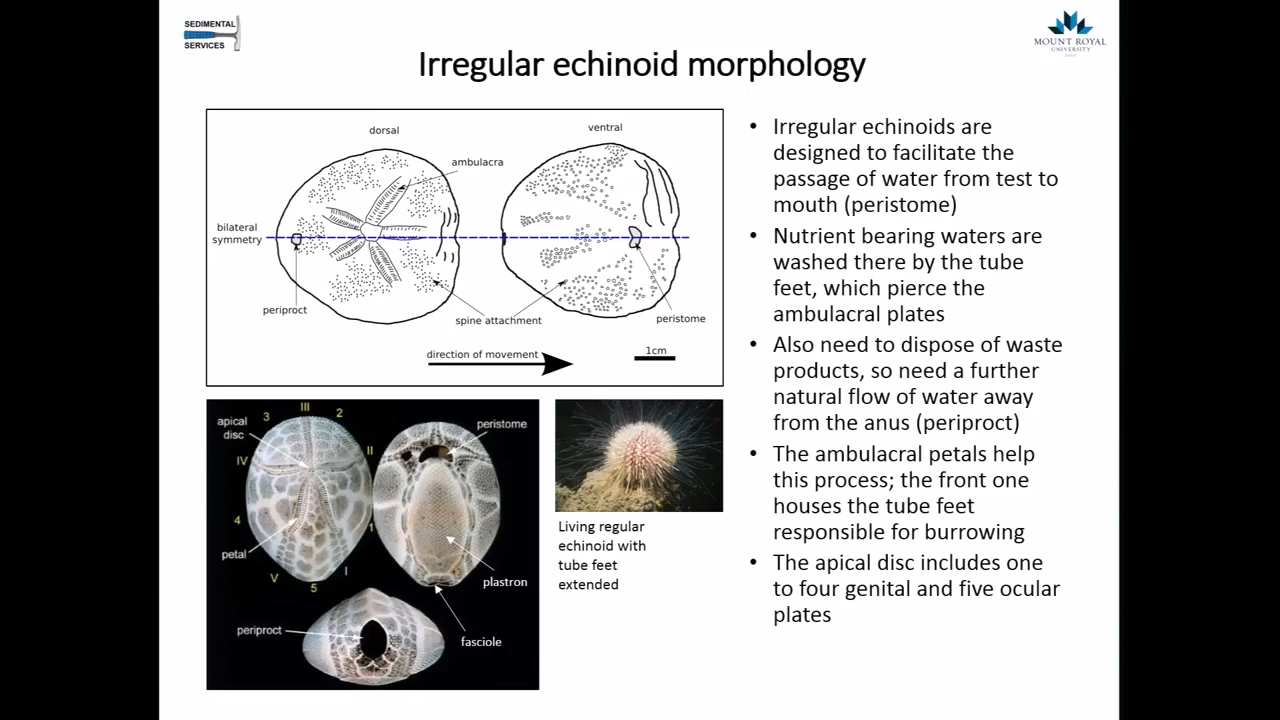 SEDIMENTAL
SERVICES
MOUNT ROYAL
UNIVERSITY
Irregular echinoid morphology
dorsal
ventral
ambulacra
bilateral
symmetry
periproct
spine attachment
peristome
direction of movement
1cm
apical
disc
3
III
2
peristome
IV
II
4
1
petal
V
I
5
plastron
periproct
fasciole
Living regular
echinoid with
tube feet
extended
• Irregular echinoids are
designed to facilitate the
passage of water from test to
mouth (peristome)
• Nutrient bearing waters are
washed there by the tube
feet, which pierce the
ambulacral plates
• Also need to dispose of waste
products, so need a further
natural flow of water away
from the anus (periproct)
• The ambulacral petals help
this process; the front one
houses the tube feet
responsible for burrowing
• The apical disc includes one
to four genital and five ocular
plates